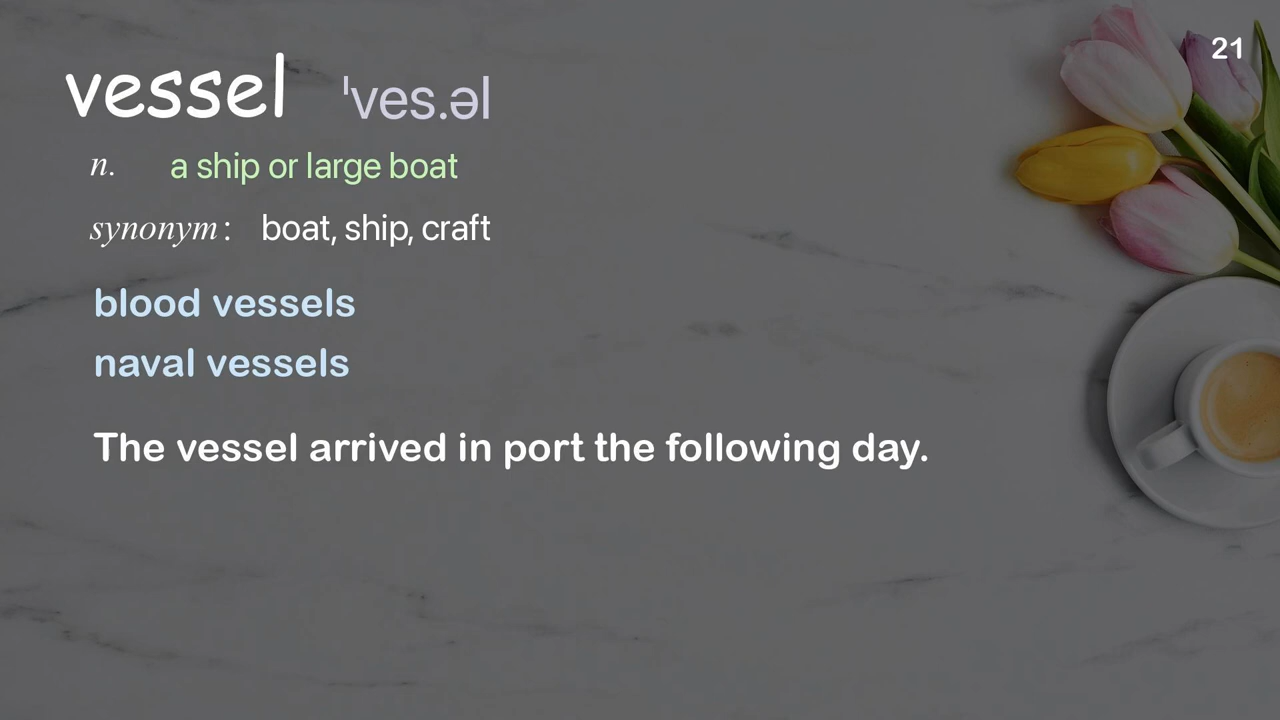 21
vessel ˈves.əl
n. a ship or large boat
synonym: boat, ship, craft
blood vessels
naval vessels
The vessel arrived in port the following day.